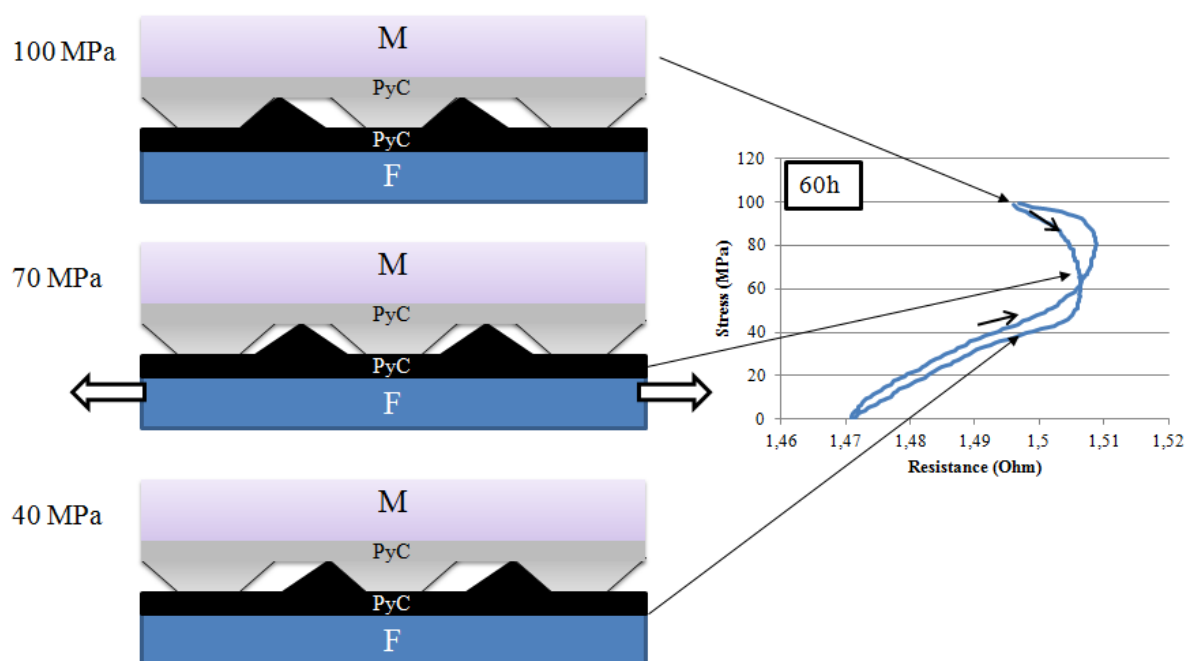 100 MPa
M
PyC
PyC
F
70 MPa
M
PyC
PyC
F
40 MPa
M
PyC
PyC
F
60h
Stress (MPa)
120
100
80
60
40
20
0
1,46 1,47 1,48 1,49 1,5 1,51 1,52
Resistance (Ohm)